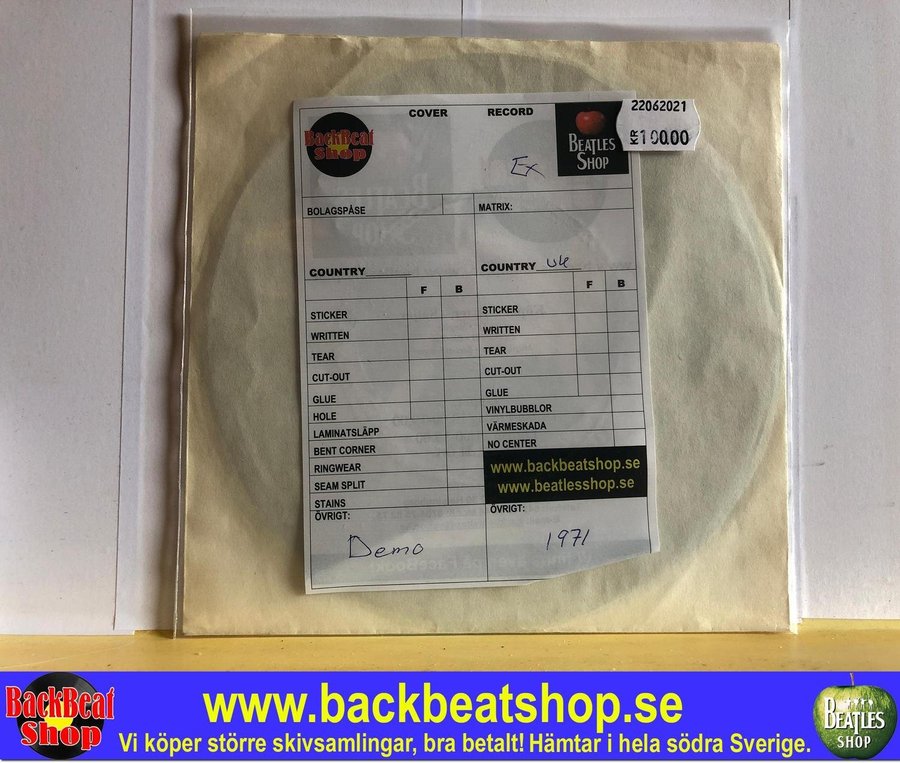 22062021
KR 100.00
COVER
RECORD
BackBeat
Shop
Ex
BEATLES
SHOP
BOLAGSPÅSE
MATRIX:
COUNTRY
COUNTRY UK
F B
F B
STICKER
STICKER
WRITTEN
WRITTEN
TEAR
TEAR
CUT-OUT
CUT-OUT
GLUE
GLUE
HOLE
VINYLBUBBLOR
LAMINATSLÄPP
VÄRMESKADA
BENT CORNER
NO CENTER
RINGWEAR
www.backbeatshop.se
SEAM SPLIT
www.beatlesshop.se
STAINS
ÖVRIGT:
ÖVRIGT:
Demo
1971
BackBeat
Shop
www.backbeatshop.se
Vi köper större skivsamlingar, bra betalt! Hämtar i hela södra Sverige.
BEATLES
SHOP